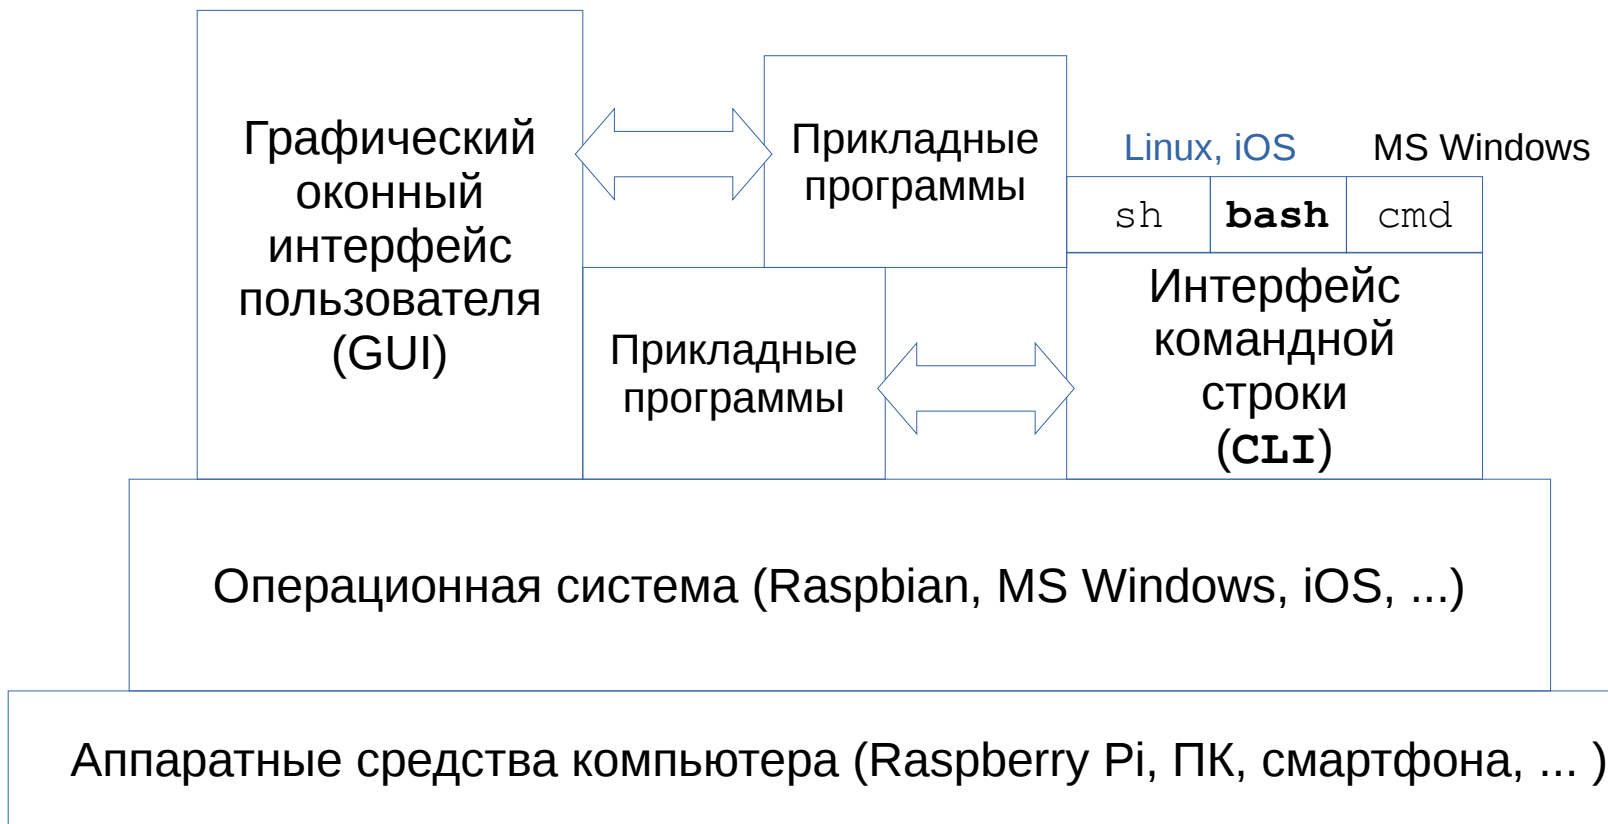 Графический
оконный
интерфейс
пользователя
(GUI)
Прикладные
программы
Linux, iOS
MS Windows
sh
bash
cmd
Прикладные
программы
Интерфейс
командной
строки
(CLI)
Операционная система (Raspbian, MS Windows, iOS, ...)
Аппаратные средства компьютера (Raspberry Pi, ПК, смартфона, ... )